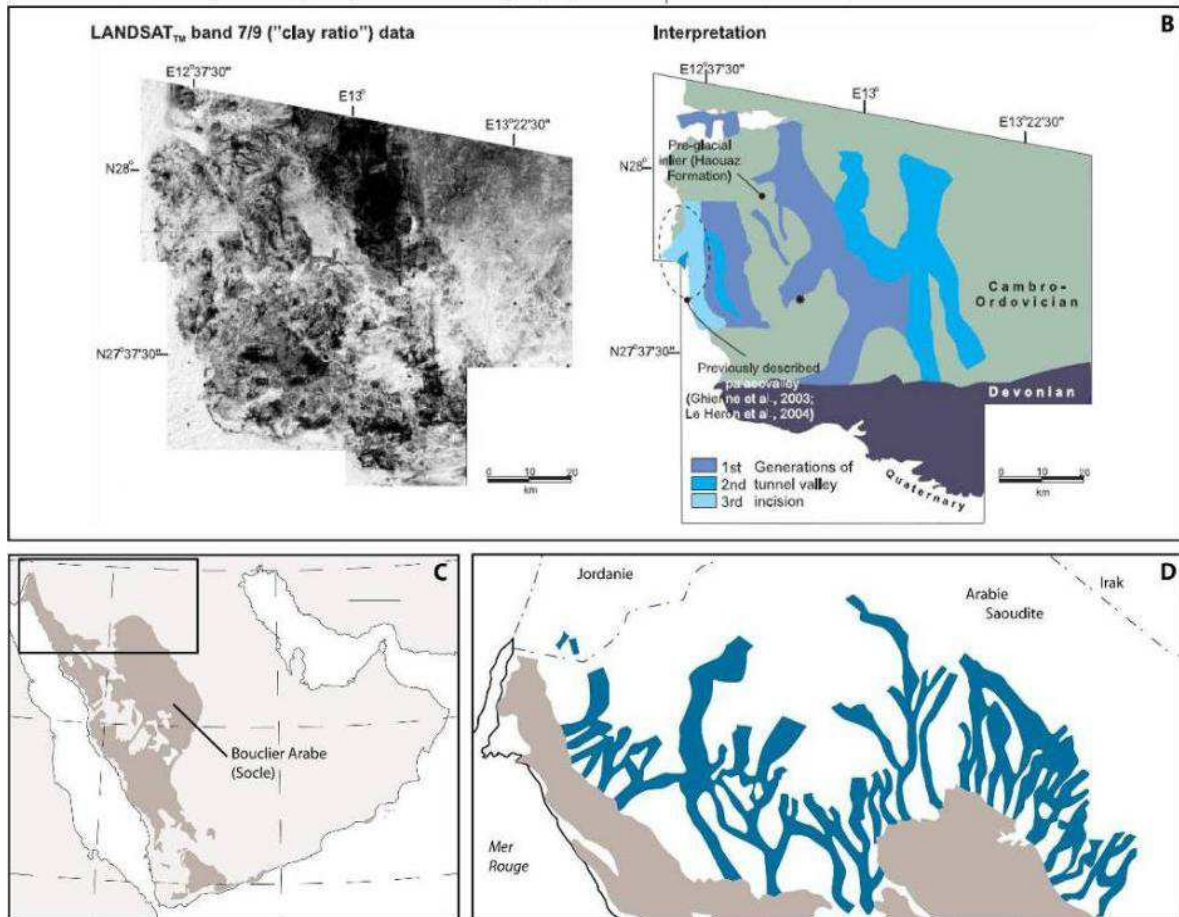 B
LANDSAT TM band 7/9 ("clay ratio") data
E12°37'30"
E13°
E13°22'30"
N28°
N27°37'30"
0 10 20
km
Interpretation
E12°37'30"
E13°
E13°22'30"
N28°
Pre-glacial
inlier (Haouaz
Formation)
Cambro-
Ordovician
N27°37'30"
Previously described
palaeovalley
(Ghienne et al., 2003;
Le Heron et al., 2004)
Devonian
1st Generations of
2nd tunnel valley
3rd incision
Quaternary
0 10 20
km
C
Bouclier Arabe
(Socle)
D
Jordanie
Irak
Arabie
Saoudite
Mer
Rouge